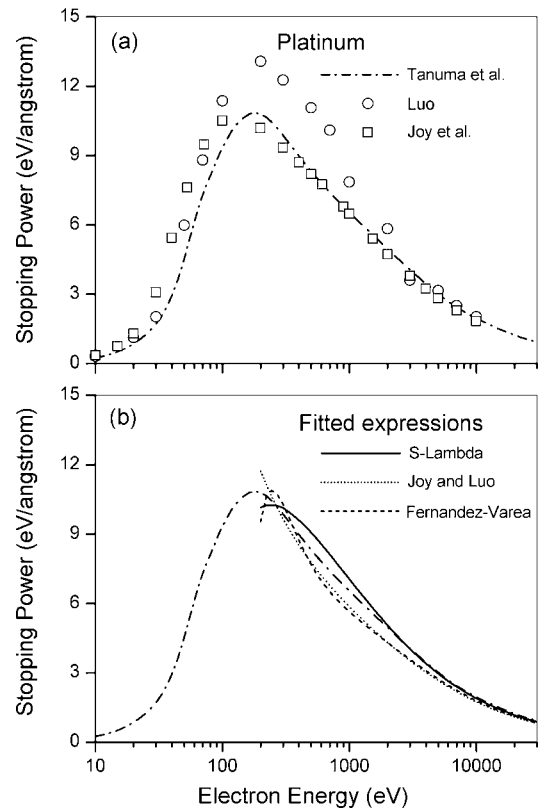 (a)
Platinum
Tanuma et al.
Luo
Joy et al.
Stopping Power (eV/angstrom)
15
12
9
6
3
0
(b)
Fitted expressions
S-Lambda
Joy and Luo
Fernandez-Varea
Stopping Power (eV/angstrom)
15
12
9
6
3
0
10
100
1000
10000
Electron Energy (eV)